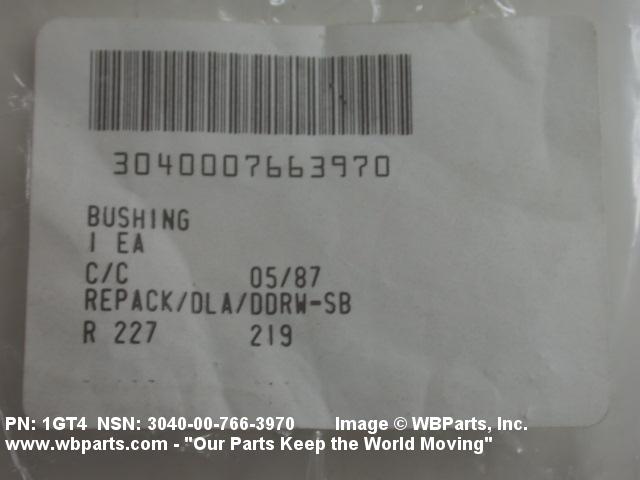 3040007663970
BUSHING
1 EA
C/C 05/87
REPACK/DLA/DDRW-SB
R 227 219
PN: 1GT4 NSN: 3040-00-766-3970 Image © WBParts, Inc.
www.wbparts.com - "Our Parts Keep the World Moving"